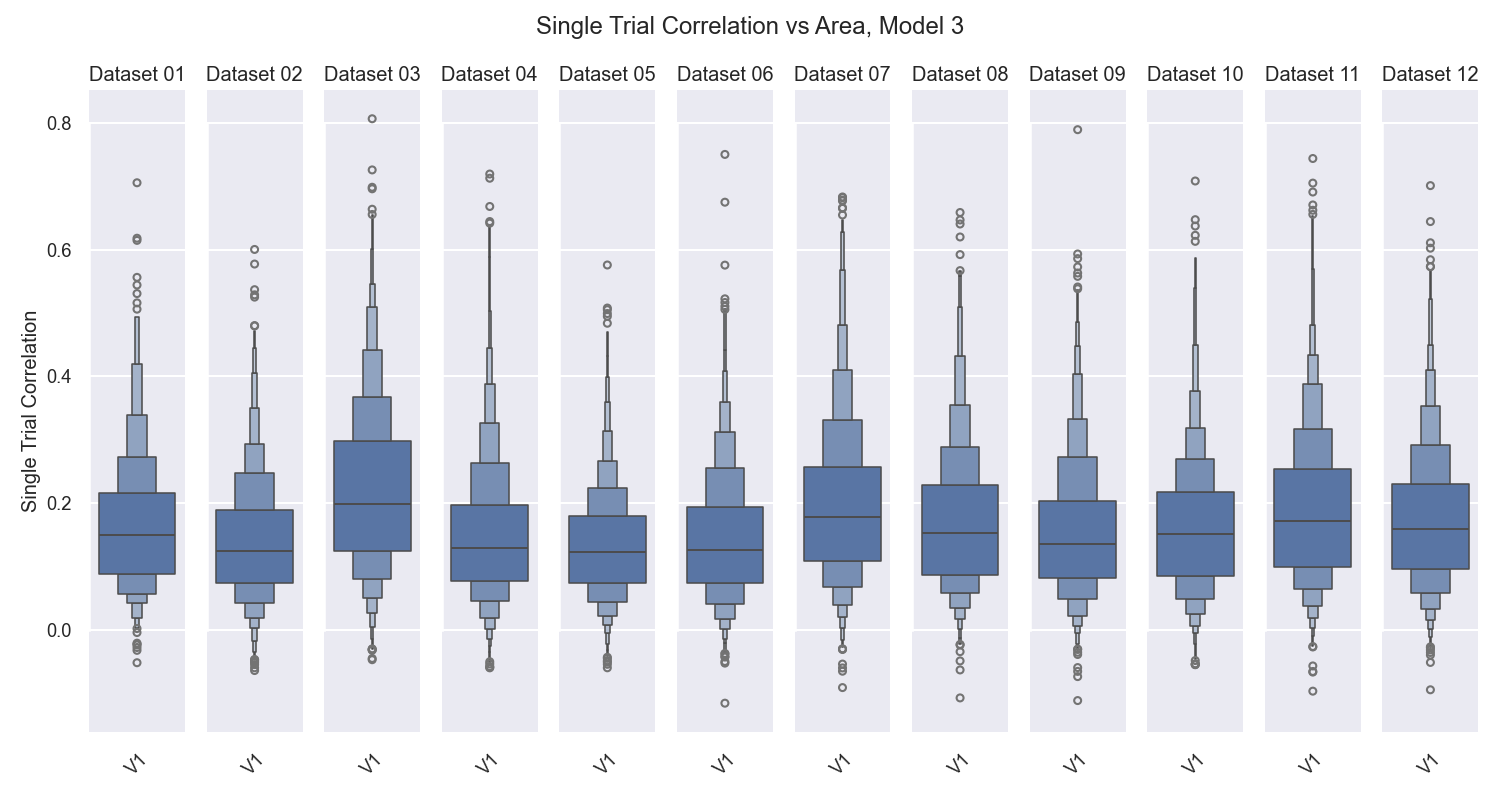 Single Trial Correlation vs Area, Model 3
Dataset 01 Dataset 02 Dataset 03 Dataset 04 Dataset 05 Dataset 06 Dataset 07 Dataset 08 Dataset 09 Dataset 10 Dataset 11 Dataset 12
0.8
0.6
0.4
0.2
0.0
Single Trial Correlation
V1 V1 V1 V1 V1 V1 V1 V1 V1 V1 V1 V1